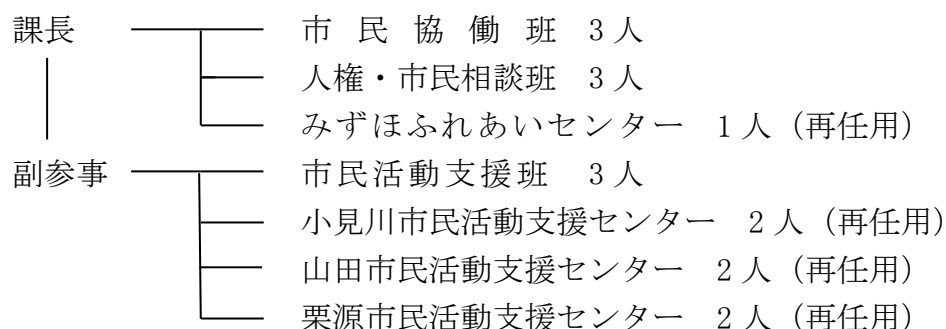 課長 市民協働班 3人
人権・市民相談班 3人
みずほふれあいセンター 1人（再任用）
副参事 市民活動支援班 3人
小見川市民活動支援センター 2人（再任用）
山田市民活動支援センター 2人（再任用）
栗源市民活動支援センター 2人（再任用）